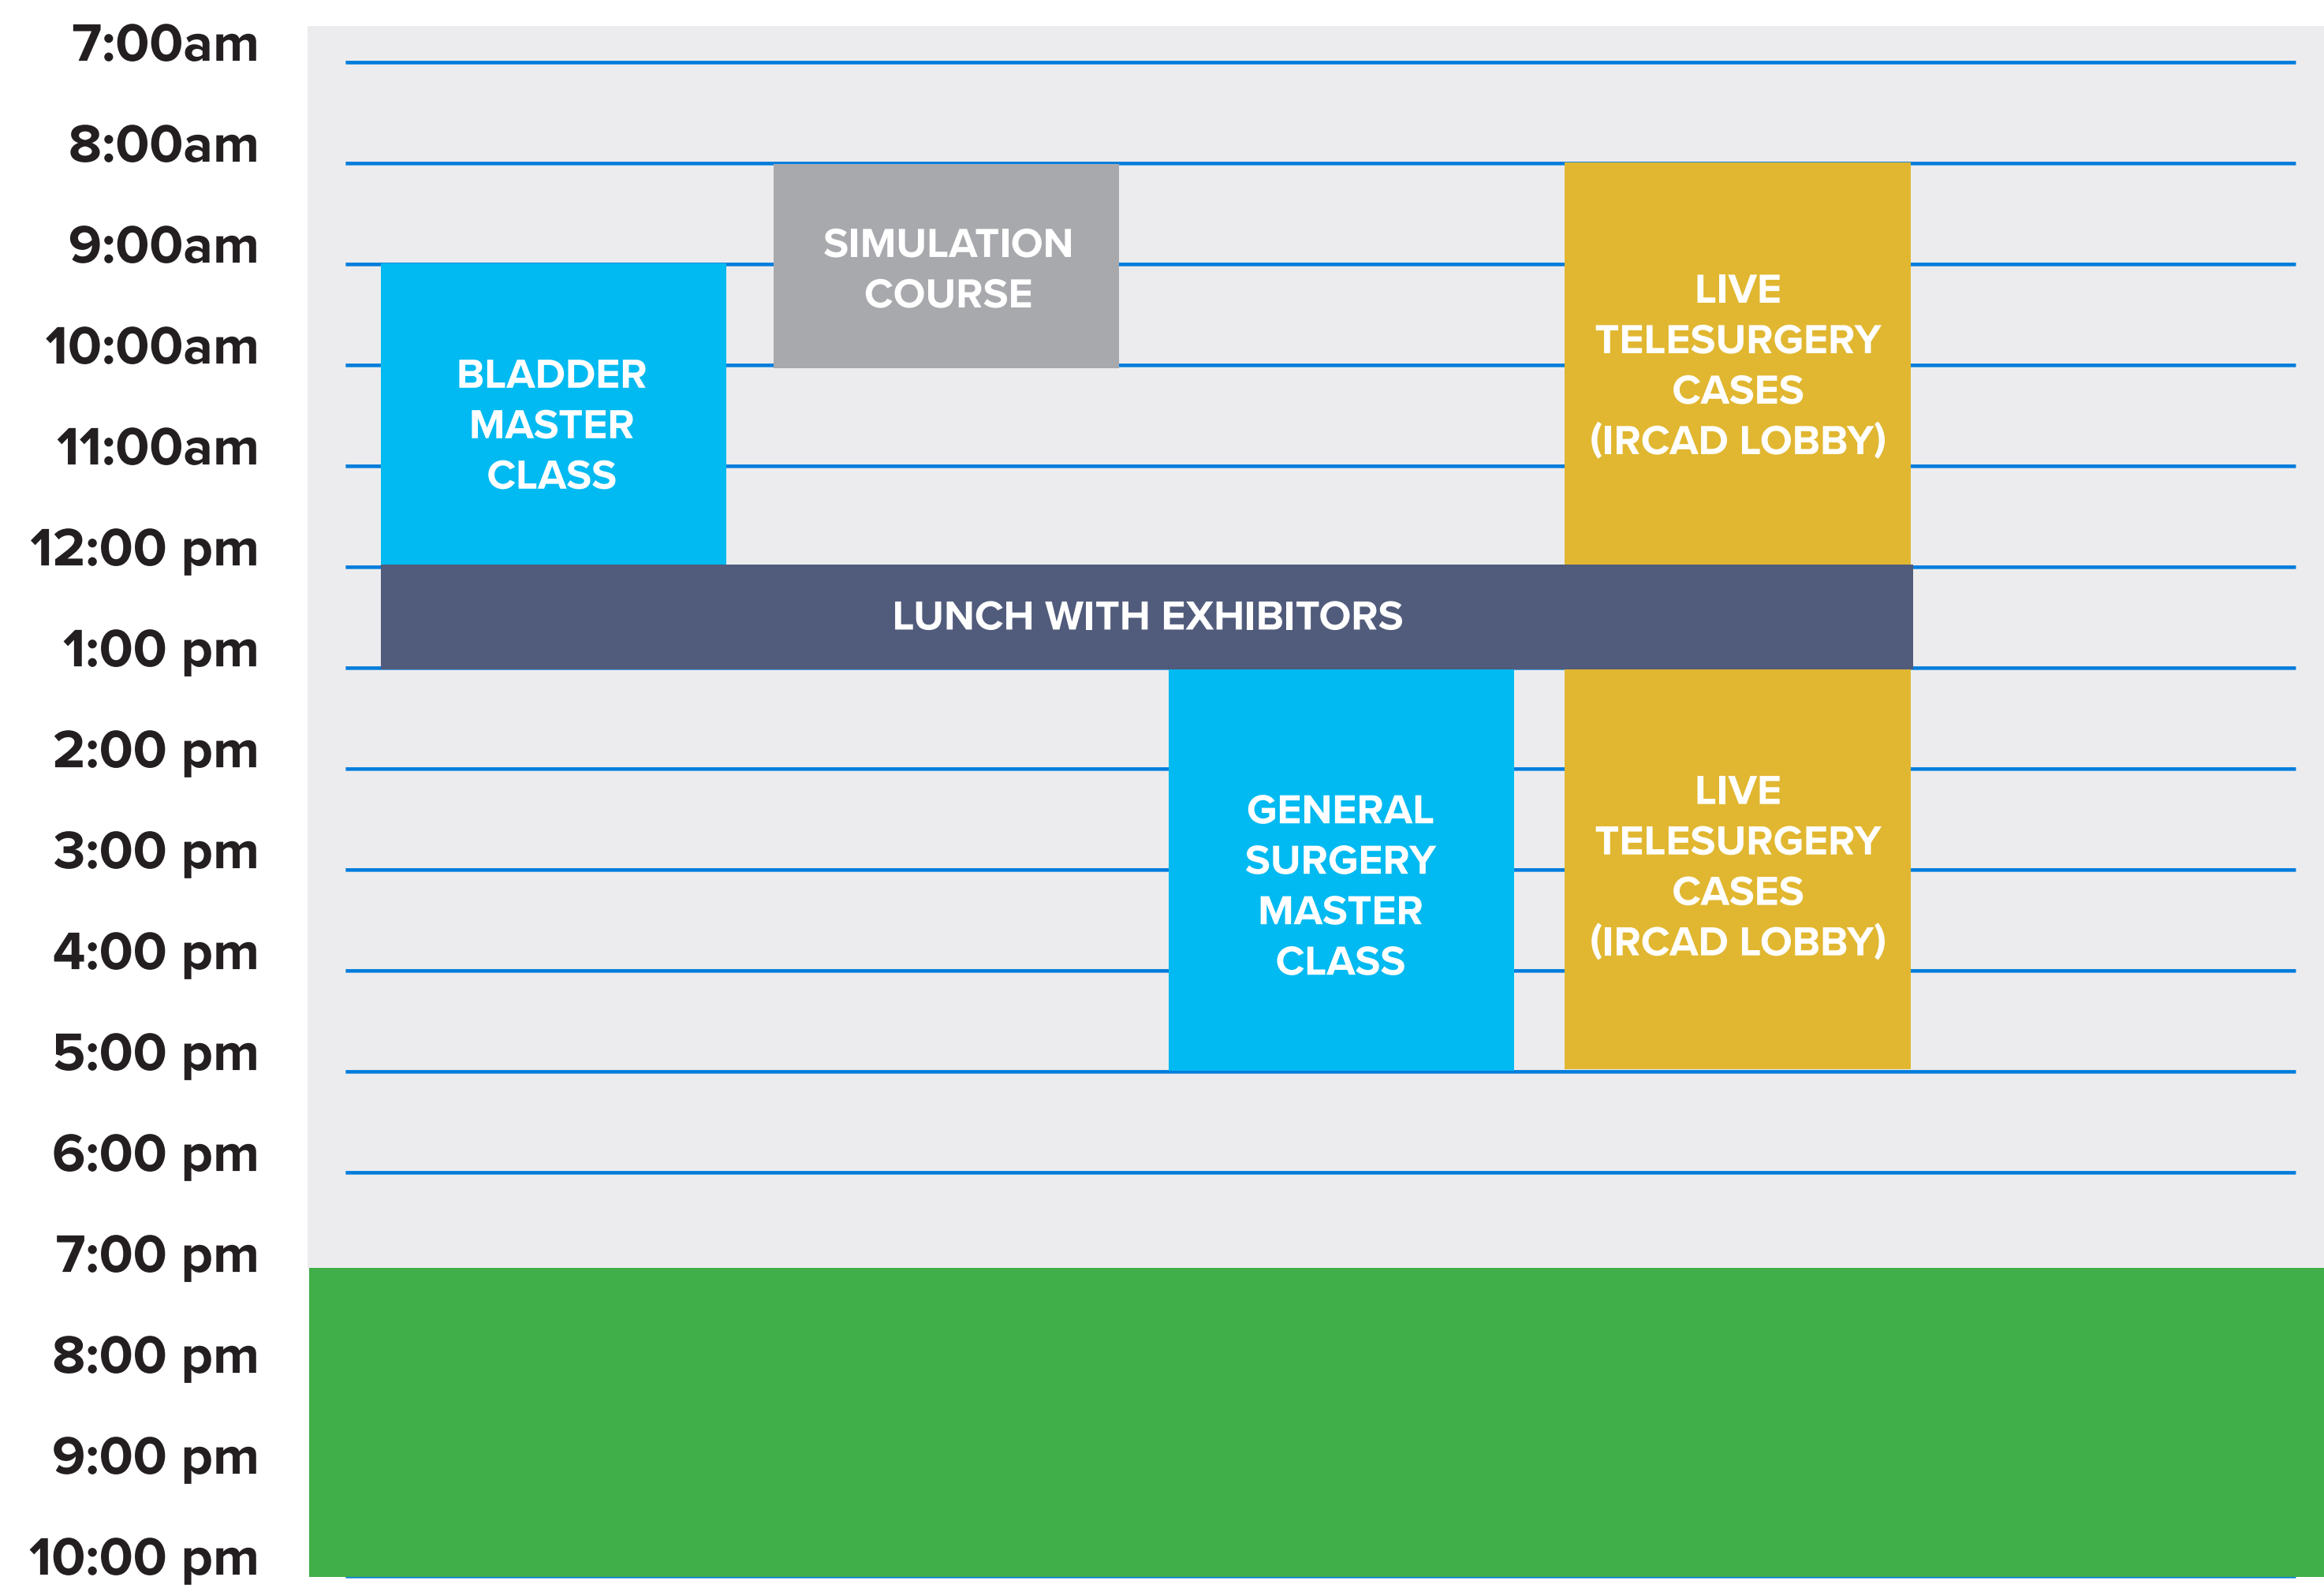 7:00am
8:00am
9:00am
10:00am
11:00am
12:00 pm
1:00 pm
2:00 pm
3:00 pm
4:00 pm
5:00 pm
6:00 pm
7:00 pm
8:00 pm
9:00 pm
10:00 pm
BLADDER
MASTER
CLASS
SIMULATION
COURSE
LIVE
TELESURGERY
CASES
(IRCAD LOBBY)
LUNCH WITH EXHIBITORS
GENERAL
SURGERY
MASTER
CLASS
LIVE
TELESURGERY
CASES
(IRCAD LOBBY)